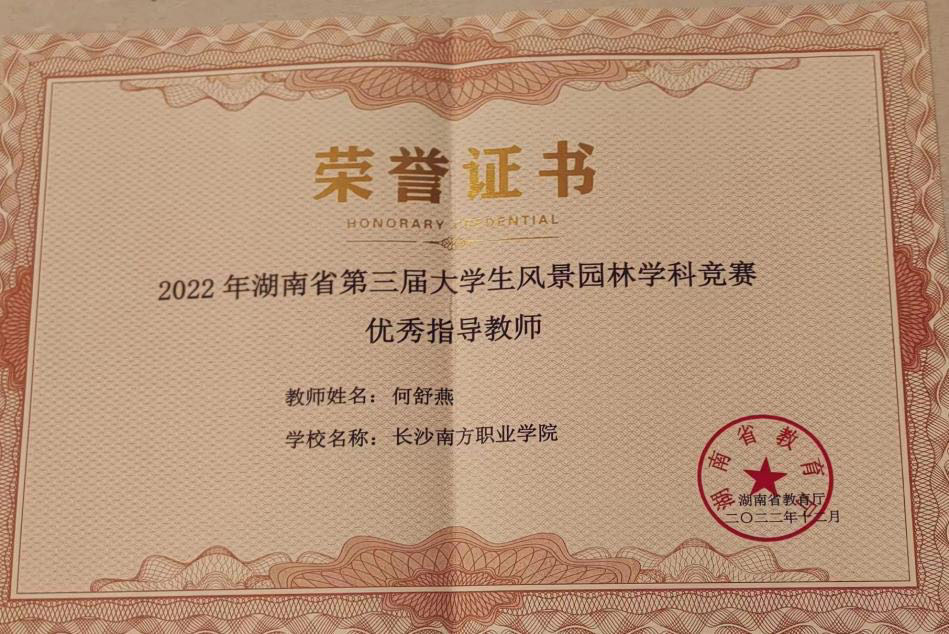 荣誉证书
HONORARY CREDENTIAL
2022年湖南省第三届大学生风景园林学科竞赛
优秀指导教师
教师姓名：何舒燕
学校名称：长沙南方职业学院
湖南省教育厅
湖南省教育厅
二〇二二年十二月